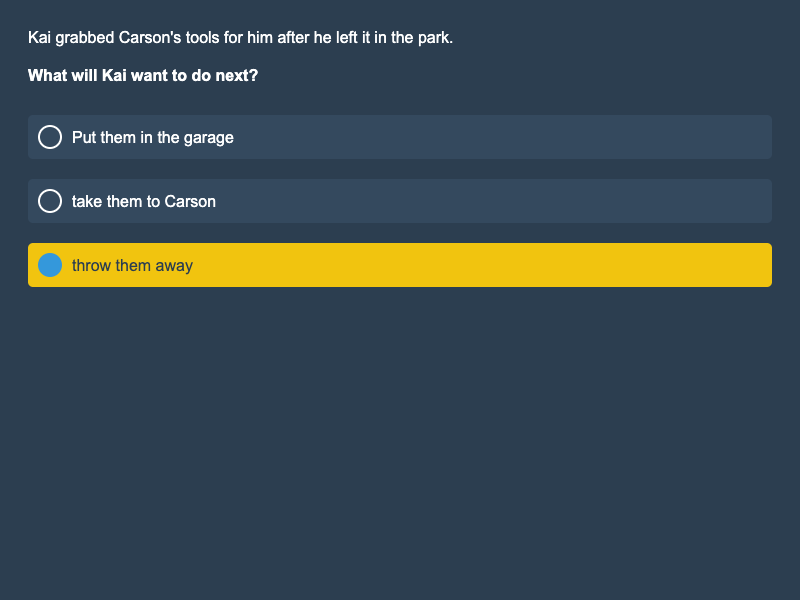 Kai grabbed Carson's tools for him after he left it in the park.
What will Kai want to do next?
Put them in the garage
take them to Carson
throw them away